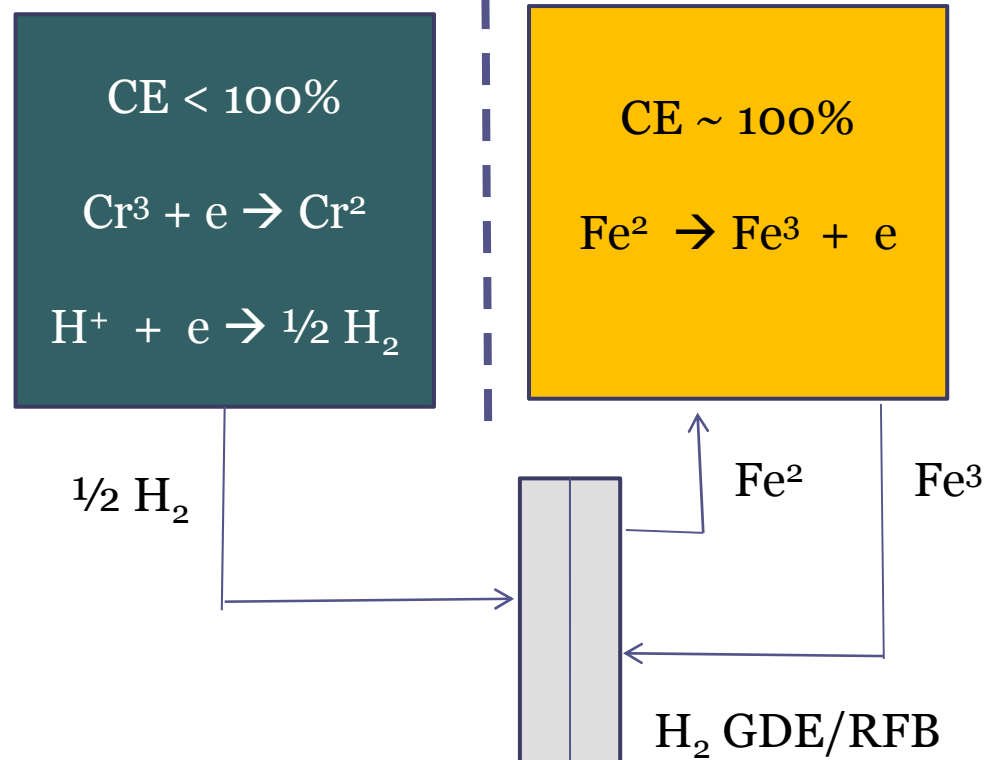 CE < 100%
Cr³ + e → Cr²
H⁺ + e → ½ H₂
CE ~ 100%
Fe² → Fe³ + e
½ H₂
Fe²
Fe³
H₂ GDE/RFB